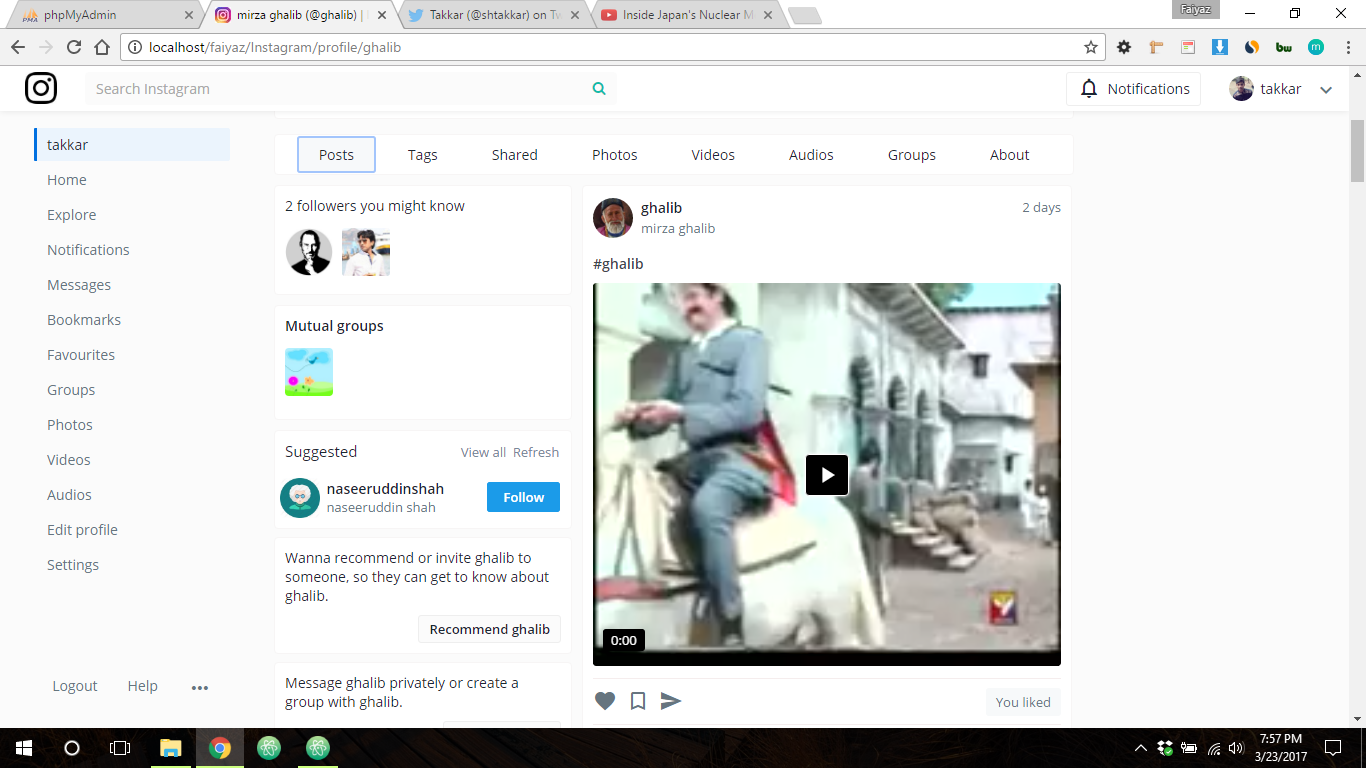 phpMyAdmin
mirza ghalib (@ghalib) |
Takkar (@shtakkar) on Tw
Inside Japan's Nuclear M
Faiyaz
localhost/faiyaz/Instagram/profile/ghalib
bw
m
Search Instagram
Notifications
takkar
takkar
Home
Explore
Notifications
Messages
Bookmarks
Favourites
Groups
Photos
Videos
Audios
Edit profile
Settings
Logout Help
Posts Tags Shared Photos Videos Audios Groups About
2 followers you might know
Mutual groups
Suggested View all Refresh
naseeruddinshah
naseeruddin shah
Follow
Wanna recommend or invite ghalib to
someone, so they can get to know about
ghalib.
Recommend ghalib
Message ghalib privately or create a
group with ghalib.
ghalib
mirza ghalib
2 days
#ghalib
0:00
You liked
7:57 PM
3/23/2017